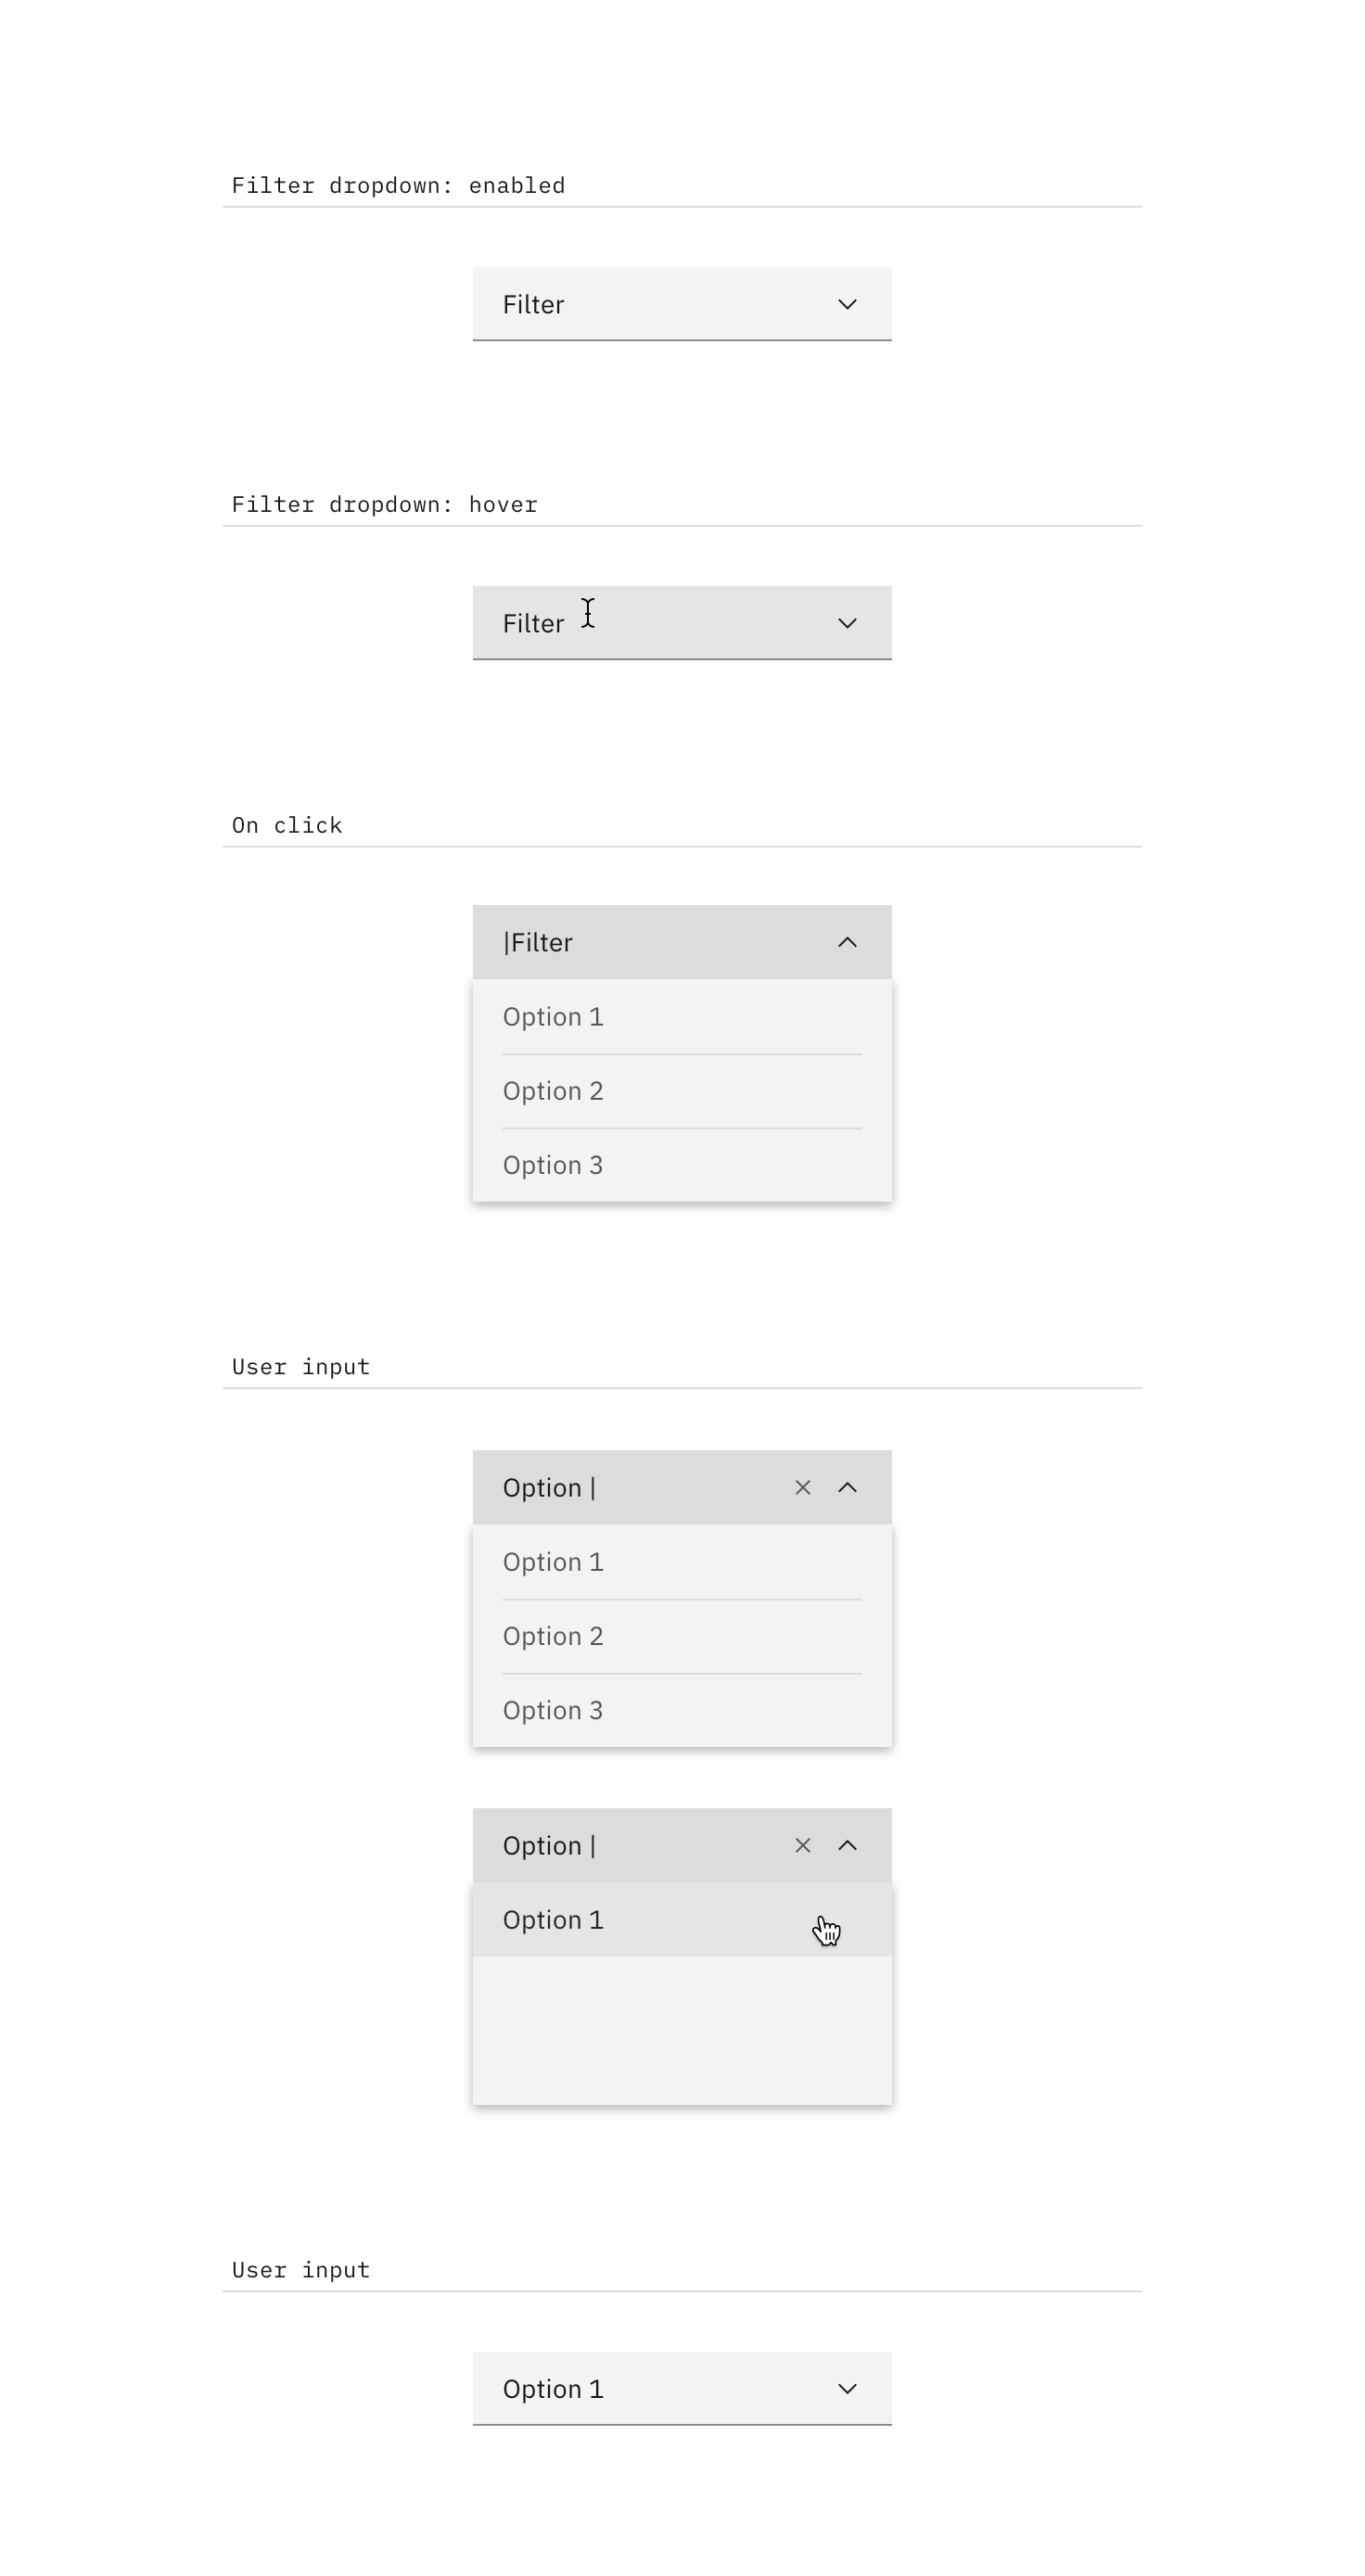 Filter dropdown: enabled
Filter
Filter dropdown: hover
Filter
On click
|Filter
Option 1
Option 2
Option 3
User input
Option |
Option 1
Option 2
Option 3
Option |
Option 1
User input
Option 1